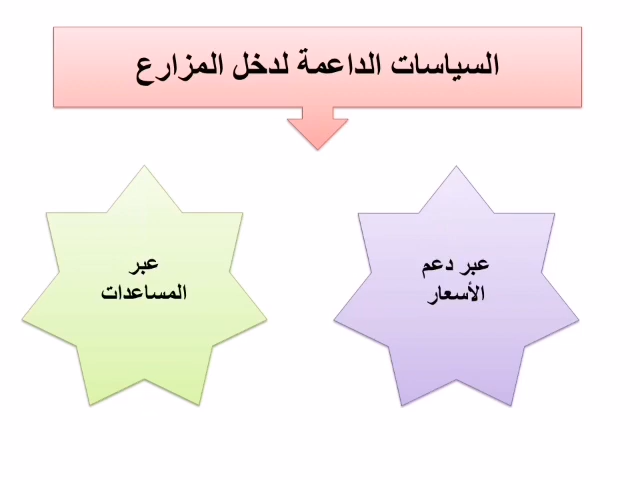 السياسات الداعمة لدخل المزارع
عبر دعم
الأسعار
عبر
المساعدات